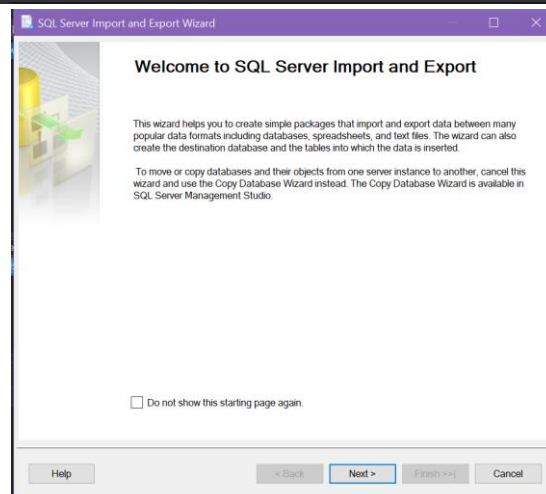 SQL Server Import and Export Wizard
Welcome to SQL Server Import and Export
This wizard helps you to create simple packages that import and export data between many
popular data formats including databases, spreadsheets, and text files. The wizard can also
create the destination database and the tables into which the data is inserted.
To move or copy databases and their objects from one server instance to another, cancel this
wizard and use the Copy Database Wizard instead. The Copy Database Wizard is available in
SQL Server Management Studio.
Do not show this starting page again.
Help < Back Next > Finish >>| Cancel